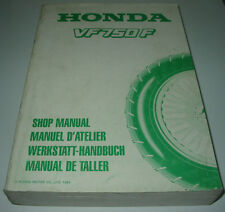 HONDA
VF750F
SHOP MANUAL
MANUEL D'ATELIER
WERKSTATT-HANDBUCH
MANUAL DE TALLER